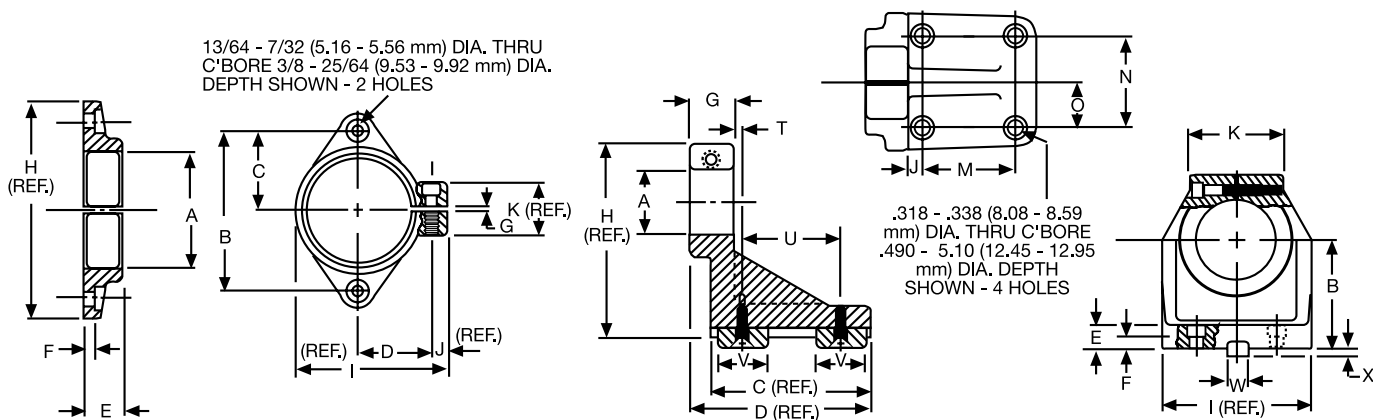 13/64 - 7/32 (5.16 - 5.56 mm) DIA. THRU
C'BORE 3/8 - 25/64 (9.53 - 9.92 mm) DIA.
DEPTH SHOWN - 2 HOLES
H
(REF.)
A
F
E
C
B
K (REF.)
G
(REF.)
D
J
(REF.)
I
G
T
H
(REF.)
A
U
V
V
C (REF.)
D (REF.)
N
O
J
M
.318 - .338 (8.08 - 8.59
mm) DIA. THRU C'BORE
.490 - 5.10 (12.45 - 12.95
mm) DIA. DEPTH
SHOWN - 4 HOLES
K
B
E
F
W
X
I (REF.)